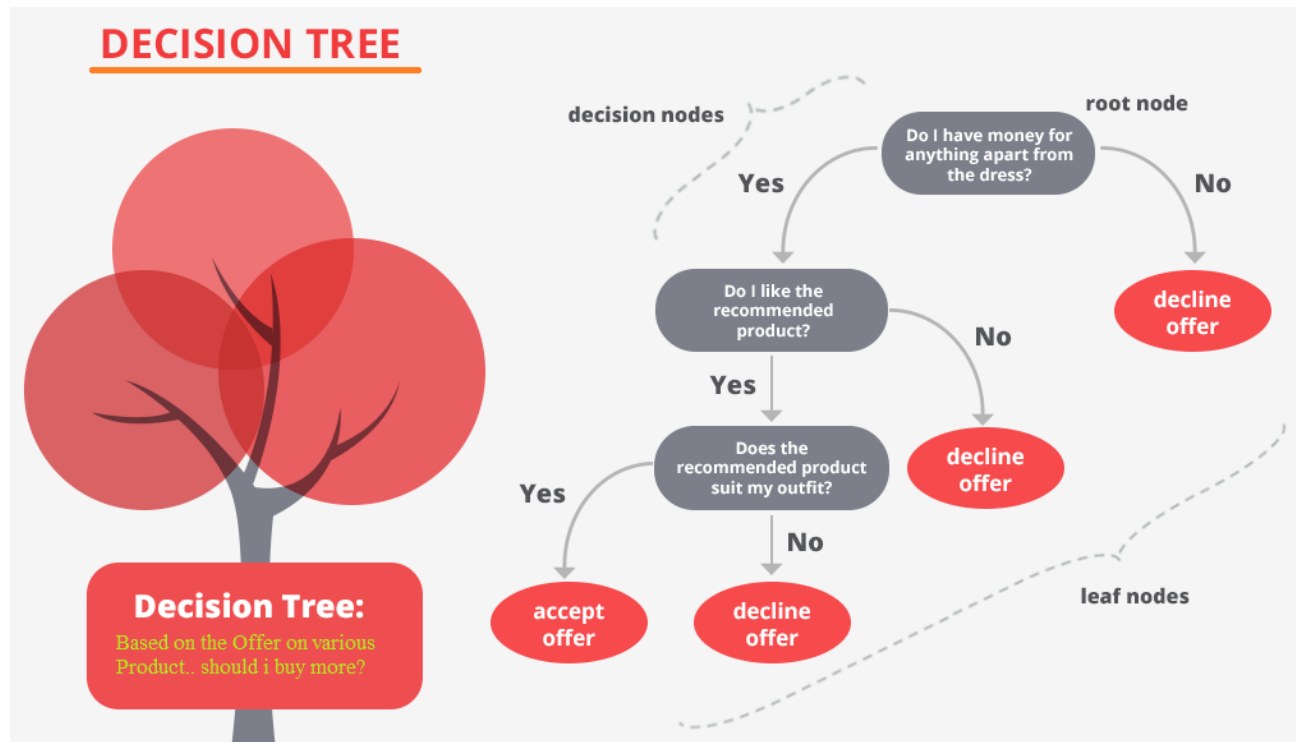 DECISION TREE
decision nodes
root node
Do I have money for
anything apart from
the dress?
Yes
No
Do I like the
recommended
product?
decline
offer
No
Yes
Does the
recommended product
suit my outfit?
decline
offer
Yes
No
accept
offer
decline
offer
leaf nodes
Decision Tree:
Based on the Offer on various
Product.. should i buy more?